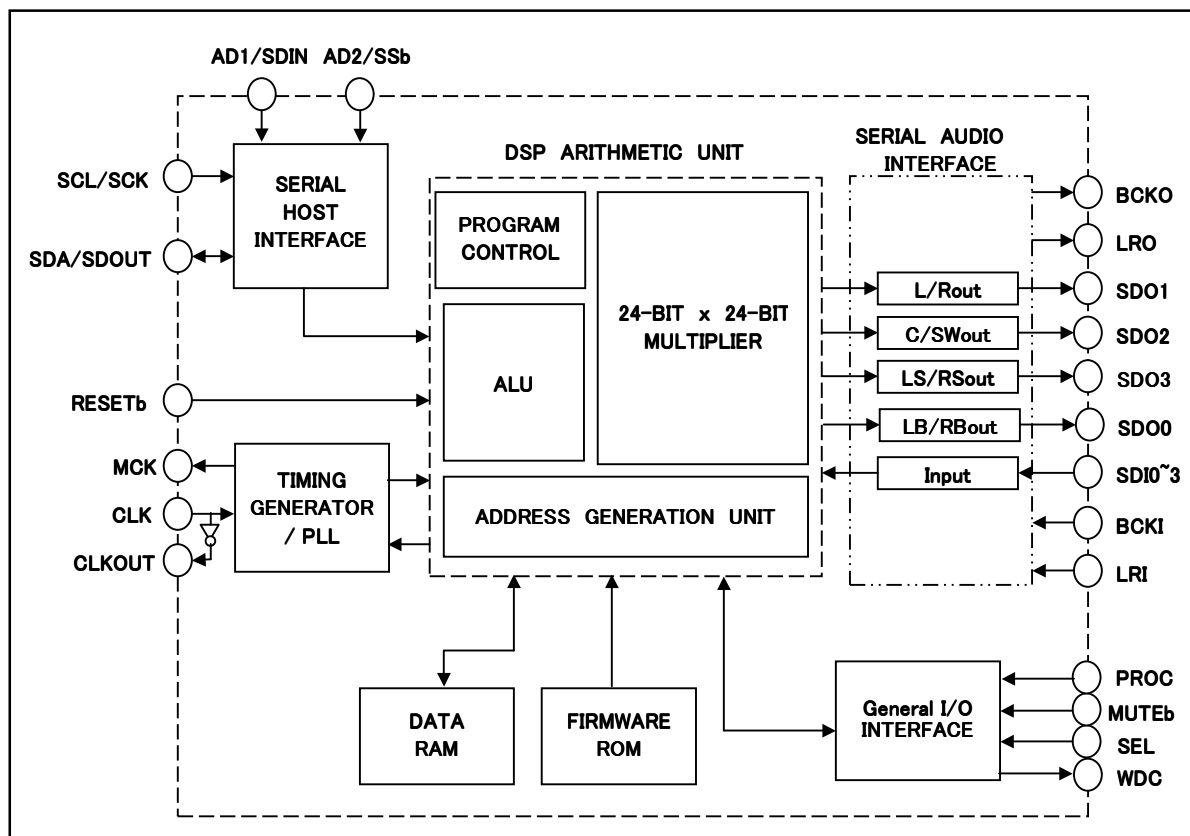 AD1/SDIN AD2/SSb
SCL/SCK
SDA/SDOUT
SERIAL
HOST
INTERFACE
RESETb
MCK
CLK
CLKOUT
TIMING
GENERATOR
/ PLL
DSP ARITHMETIC UNIT
PROGRAM
CONTROL
ALU
24-BIT x 24-BIT
MULTIPLIER
ADDRESS GENERATION UNIT
SERIAL AUDIO
INTERFACE
L/Rout
C/SWout
LS/RSout
LB/RBout
Input
BCKO
LRO
SDO1
SDO2
SDO3
SDO0
SDI0~3
BCKI
LRI
DATA
RAM
FIRMWARE
ROM
General I/O
INTERFACE
PROC
MUTEb
SEL
WDC